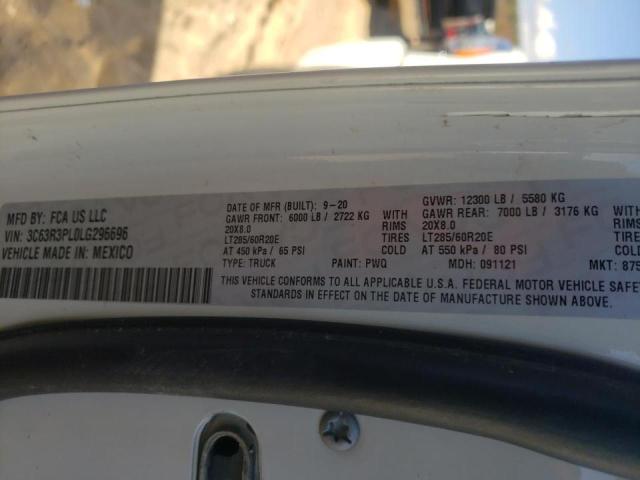 MFD BY: FCA US LLC
VIN: 3C63R3PL0LG296696
VEHICLE MADE IN: MEXICO
DATE OF MFR (BUILT): 9-20
GVWR: 12300 LB / 5580 KG
GAWR FRONT: 6000 LB / 2722 KG WITH
GAWR REAR: 7000 LB / 3176 KG WITH
20X8.0 RIMS 20X8.0 RIMS
LT285/60R20E TIRES LT285/60R20E TIRES
AT 450 kPa / 65 PSI COLD AT 550 kPa / 80 PSI COLD
TYPE: TRUCK PAINT: PWQ MDH: 091121 MKT: 875
THIS VEHICLE CONFORMS TO ALL APPLICABLE U.S.A. FEDERAL MOTOR VEHICLE SAFE
STANDARDS IN EFFECT ON THE DATE OF MANUFACTURE SHOWN ABOVE.